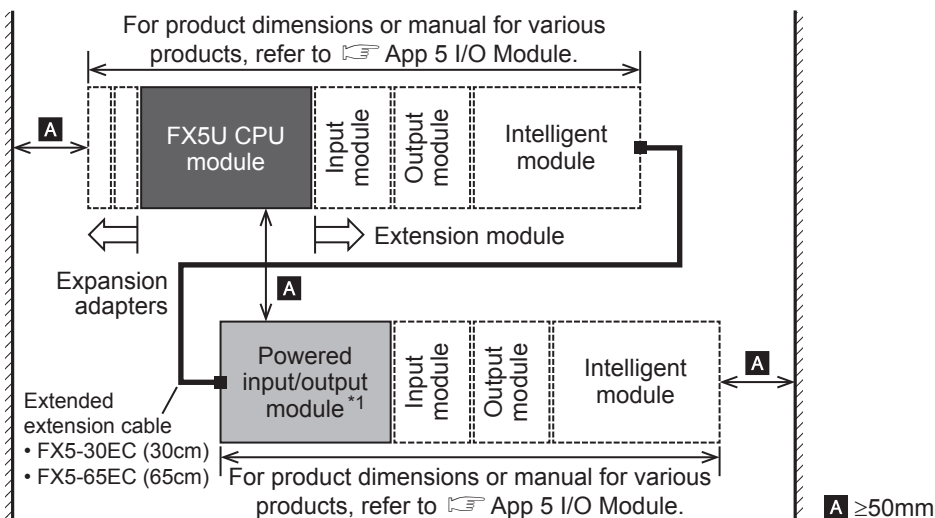 For product dimensions or manual for various
products, refer to ☞ App 5 I/O Module.
A
FX5U CPU
module
Input
module
Output
module
Intelligent
module
Extension module
Expansion
adapters
A
Powered
input/output
module *1
Input
module
Output
module
Intelligent
module
A
Extended
extension cable
• FX5-30EC (30cm)
• FX5-65EC (65cm)
For product dimensions or manual for various
products, refer to ☞ App 5 I/O Module.
A ≥50mm